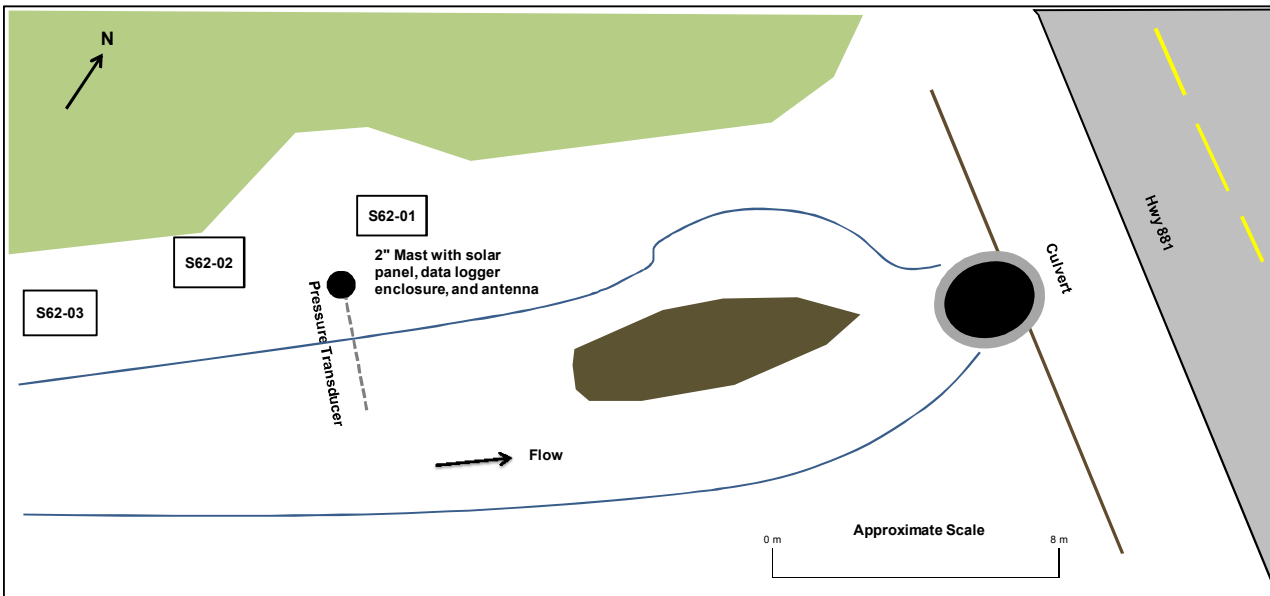 N
S62-01
S62-02
S62-03
2" Mast with solar
panel, data logger
enclosure, and antenna
Pressure Transducer
Culvert
Hwy 881
Flow
Approximate Scale
0 m
8 m